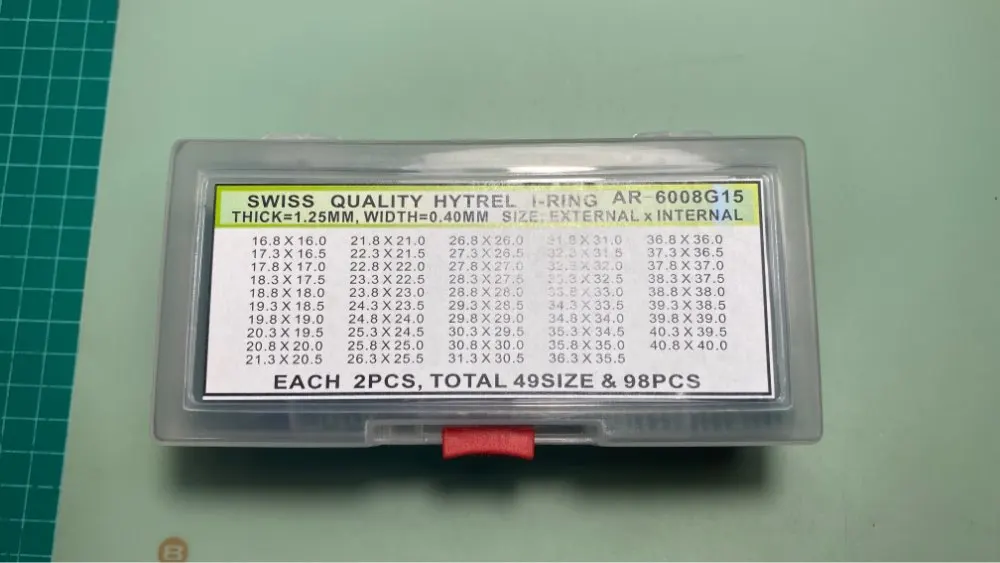 SWISS QUALITY HYTREL I-RING AR-6008G15
THICK=1.25MM, WIDTH=0.40MM SIZE: EXTERNAL x INTERNAL
16.8 X 16.0 21.8 X 21.0 26.8 X 26.0 31.8 X 31.0 36.8 X 36.0
17.3 X 16.5 22.3 X 21.5 27.3 X 26.5 32.3 X 31.5 37.3 X 36.5
17.8 X 17.0 22.8 X 22.0 27.8 X 27.0 32.8 X 32.0 37.8 X 37.0
18.3 X 17.5 23.3 X 22.5 28.3 X 27.5 33.3 X 32.5 38.3 X 37.5
18.8 X 18.0 23.8 X 23.0 28.8 X 28.0 33.8 X 33.0 38.8 X 38.0
19.3 X 18.5 24.3 X 23.5 29.3 X 28.5 34.3 X 33.5 39.3 X 38.5
19.8 X 19.0 24.8 X 24.0 29.8 X 29.0 34.8 X 34.0 39.8 X 39.0
20.3 X 19.5 25.3 X 24.5 30.3 X 29.5 35.3 X 34.5 40.3 X 39.5
20.8 X 20.0 25.8 X 25.0 30.8 X 30.0 35.8 X 35.0 40.8 X 40.0
21.3 X 20.5 26.3 X 25.5 31.3 X 30.5 36.3 X 35.5
EACH 2PCS, TOTAL 49SIZE & 98PCS
B